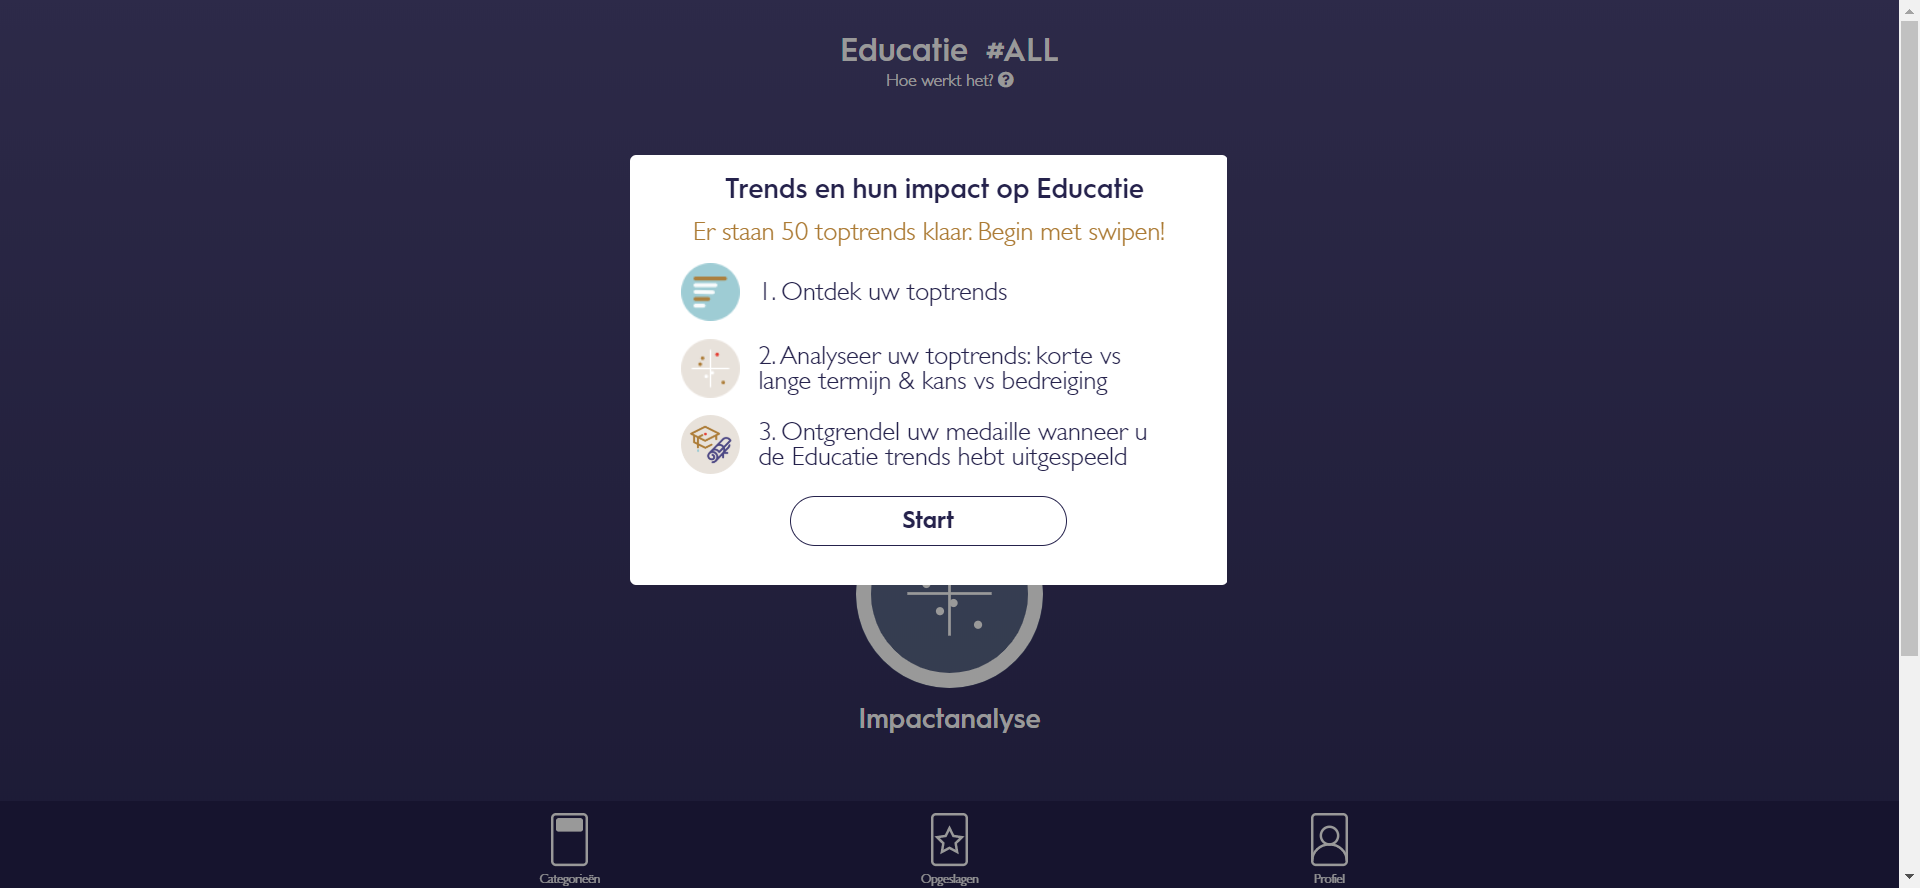 Educatie #ALL
Hoe werkt het?
Trends en hun impact op Educatie
Er staan 50 toptrends klaar. Begin met swipen!
1. Ontdek uw toptrends
2. Analyseer uw toptrends: korte vs
lange termijn & kans vs bedreiging
3. Ontgrendel uw medaille wanneer u
de Educatie trends hebt uitgespeeld
Start
Impactanalyse
Categorieën
Opgeslagen
Profiel